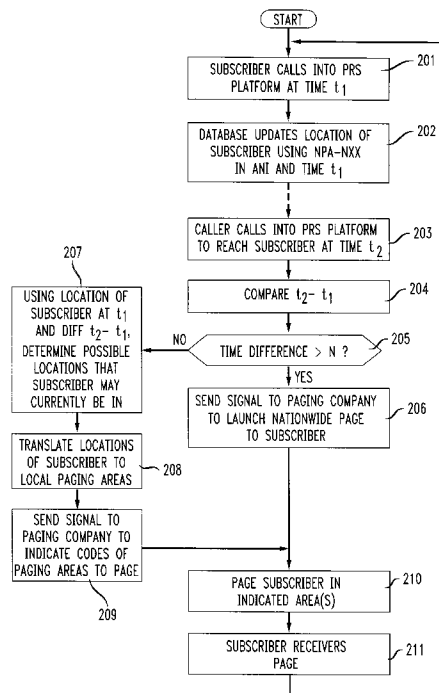 START
201
SUBSCRIBER CALLS INTO PRS
PLATFORM AT TIME t1
202
DATABASE UPDATES LOCATION OF
SUBSCRIBER USING NPA-NXX
IN ANI AND TIME t1
203
CALLER CALLS INTO PRS PLATFORM
TO REACH SUBSCRIBER AT TIME t2
204
COMPARE t2- t1
205
TIME DIFFERENCE > N ?
NO
YES
207
USING LOCATION OF
SUBSCRIBER AT t1
AND DIFF t2- t1,
DETERMINE POSSIBLE
LOCATIONS THAT
SUBSCRIBER MAY
CURRENTLY BE IN
206
SEND SIGNAL TO PAGING COMPANY
TO LAUNCH NATIONWIDE PAGE
TO SUBSCRIBER
TRANSLATE LOCATIONS
OF SUBSCRIBER TO
LOCAL PAGING AREAS
208
SEND SIGNAL TO
PAGING COMPANY TO
INDICATE CODES OF
PAGING AREAS TO PAGE
209
210
PAGE SUBSCRIBER IN
INDICATED AREA(S)
211
SUBSCRIBER RECEIVERS
PAGE